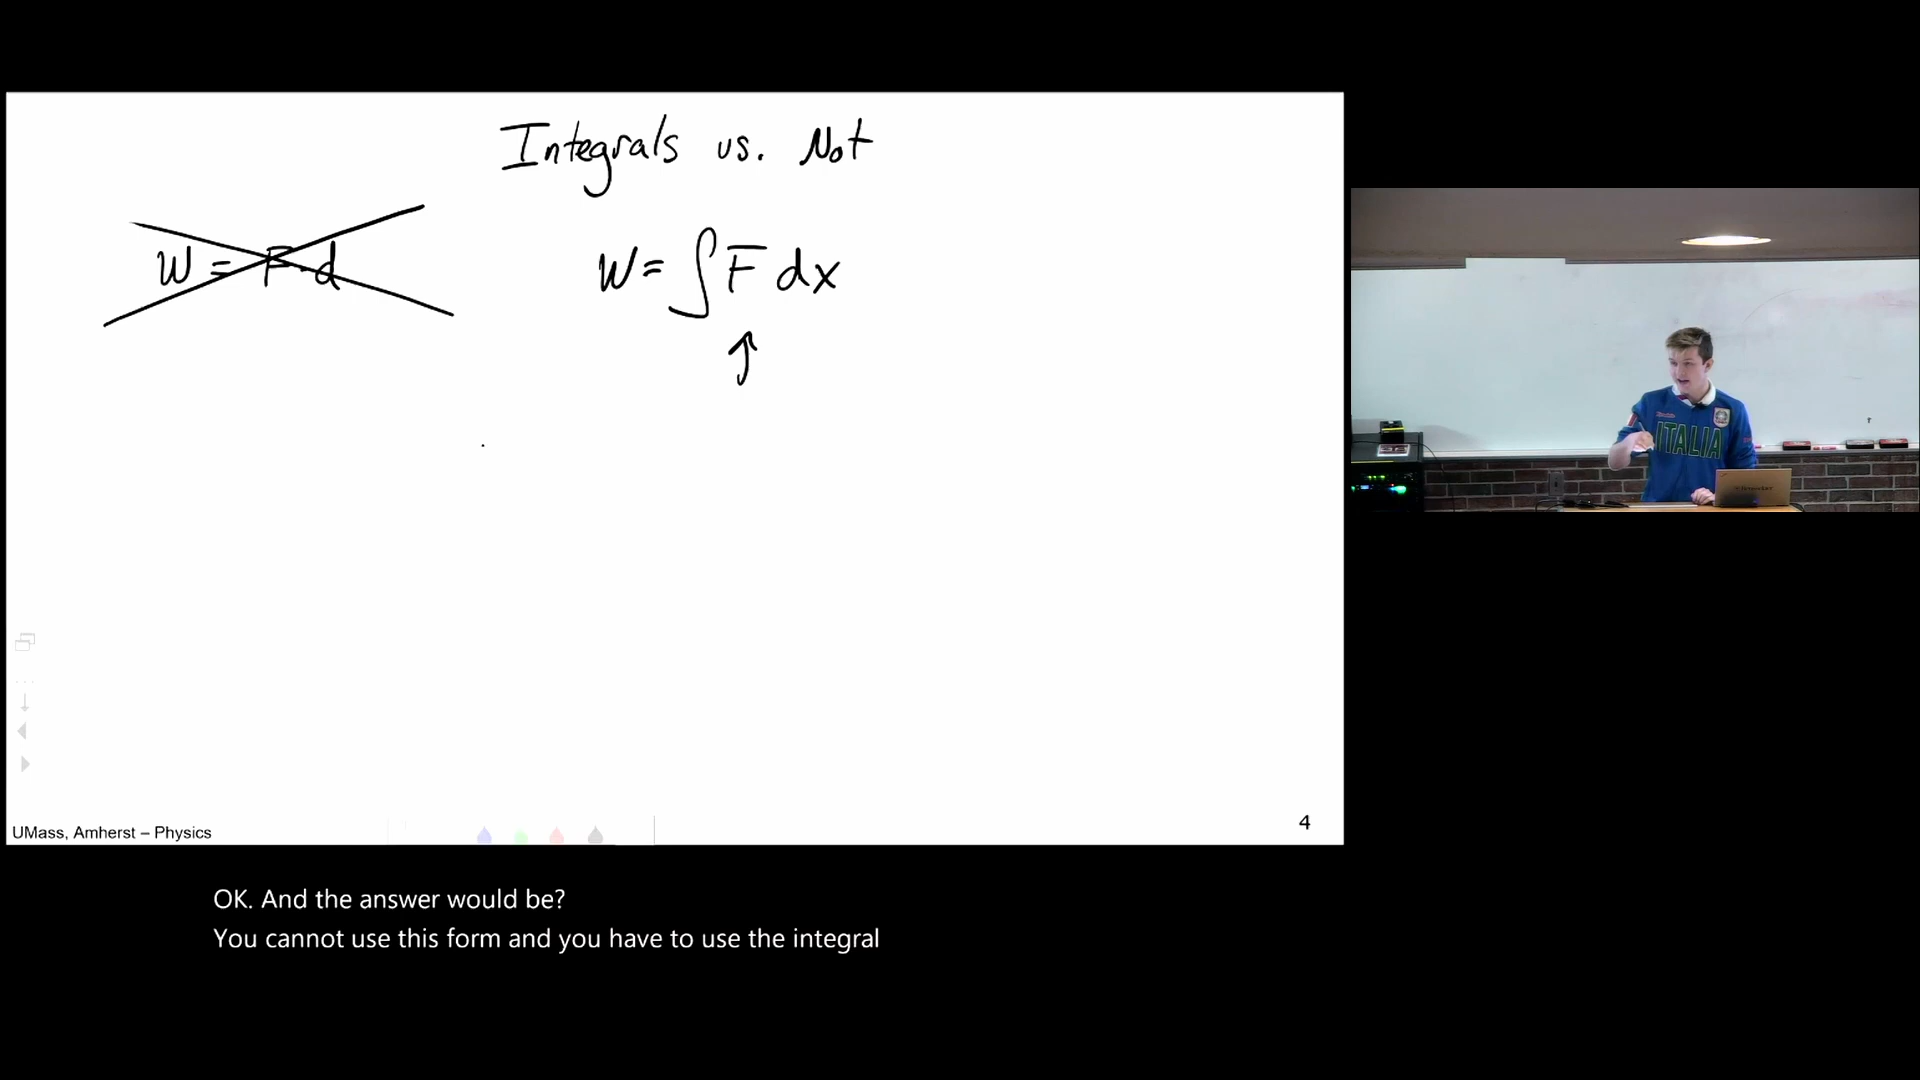 Integrals vs. Not
W = F · d
W = ∫ F dx
↑
UMass, Amherst – Physics
4
ITALIA
OK. And the answer would be?
You cannot use this form and you have to use the integral